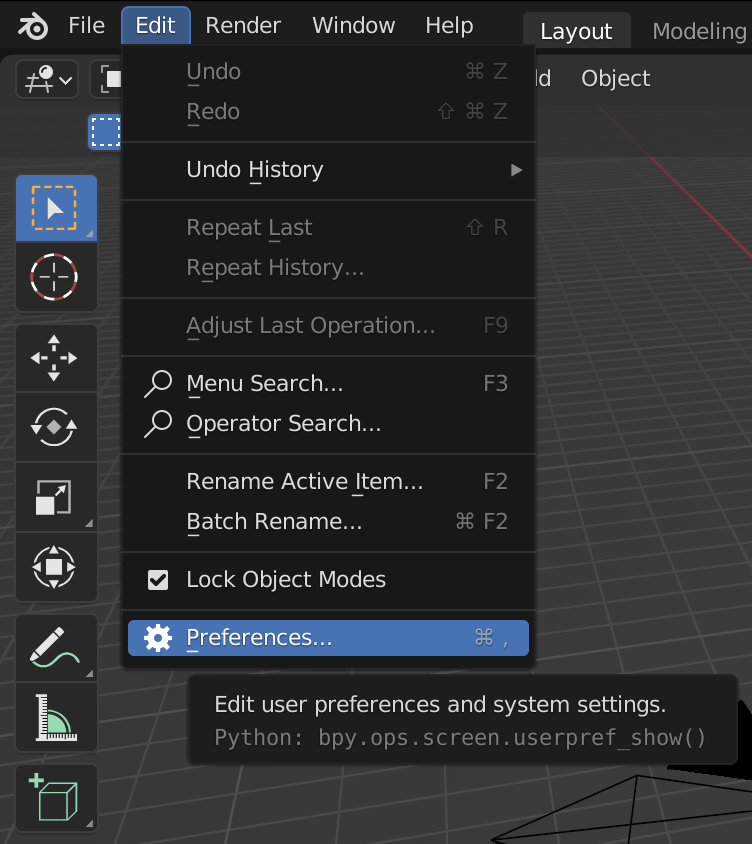 File Edit Render Window Help Layout Modeling
Object
Undo ⌘ Z
Redo ⇧ ⌘ Z
Undo History
Repeat Last ⇧ R
Repeat History...
Adjust Last Operation... F9
Menu Search... F3
Operator Search...
Rename Active Item... F2
Batch Rename... ⌘ F2
Lock Object Modes
Preferences... ⌘ ,
Edit user preferences and system settings.
Python: bpy.ops.screen.userpref_show()